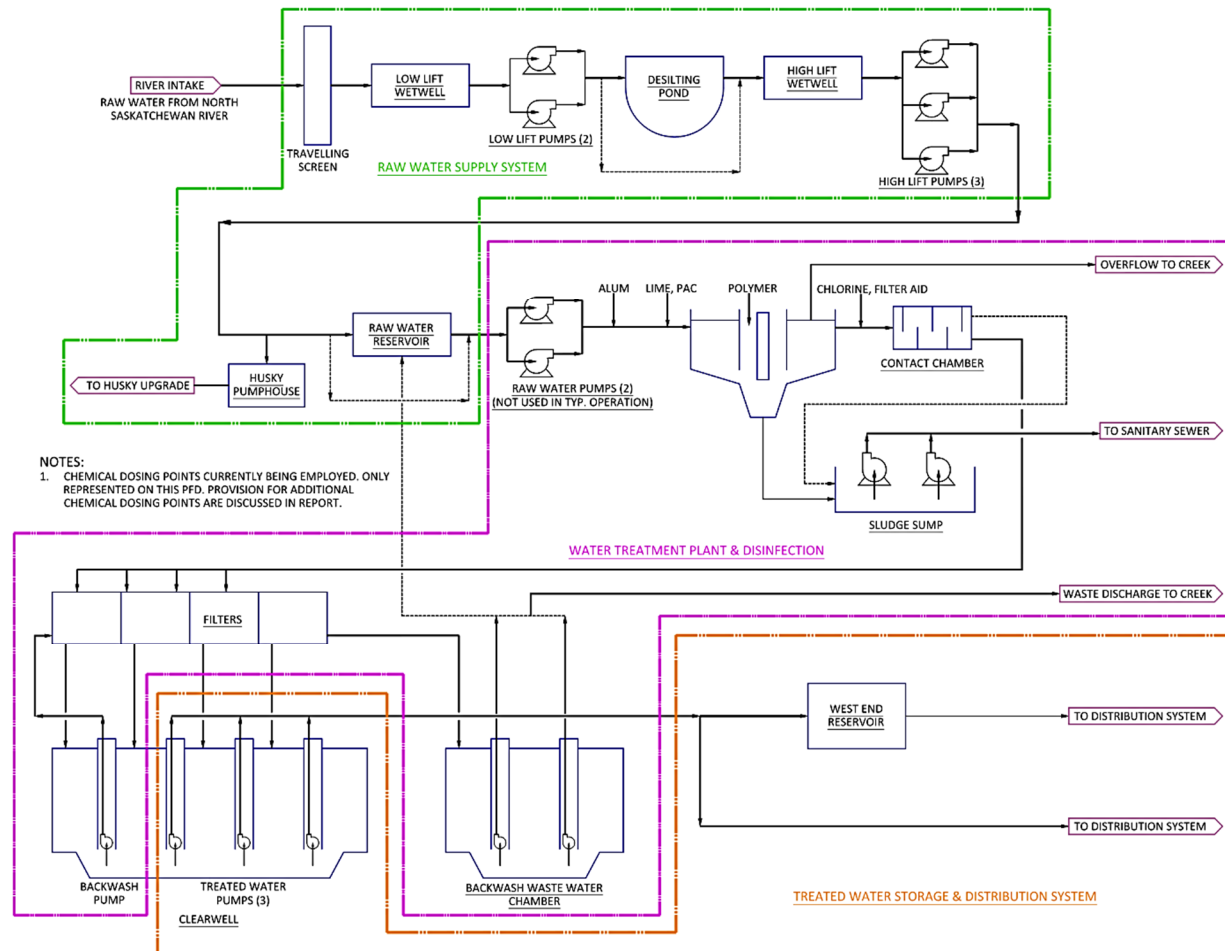 RIVER INTAKE
RAW WATER FROM NORTH
SASKATCHEWAN RIVER
TRAVELLING
SCREEN
LOW LIFT
WETWELL
LOW LIFT PUMPS (2)
DESILTING
POND
HIGH LIFT
WETWELL
HIGH LIFT PUMPS (3)
RAW WATER SUPPLY SYSTEM
OVERFLOW TO CREEK
ALUM
LIME, PAC
POLYMER
CHLORINE, FILTER AID
RAW WATER
RESERVOIR
CONTACT CHAMBER
TO HUSKY UPGRADE
HUSKY
PUMPHOUSE
RAW WATER PUMPS (2)
(NOT USED IN TYP. OPERATION)
TO SANITARY SEWER
NOTES:
1. CHEMICAL DOSING POINTS CURRENTLY BEING EMPLOYED. ONLY
REPRESENTED ON THIS PFD. PROVISION FOR ADDITIONAL
CHEMICAL DOSING POINTS ARE DISCUSSED IN REPORT.
SLUDGE SUMP
WATER TREATMENT PLANT & DISINFECTION
WASTE DISCHARGE TO CREEK
FILTERS
WEST END
RESERVOIR
TO DISTRIBUTION SYSTEM
TO DISTRIBUTION SYSTEM
BACKWASH
PUMP
TREATED WATER
PUMPS (3)
CLEARWELL
BACKWASH WASTE WATER
CHAMBER
TREATED WATER STORAGE & DISTRIBUTION SYSTEM